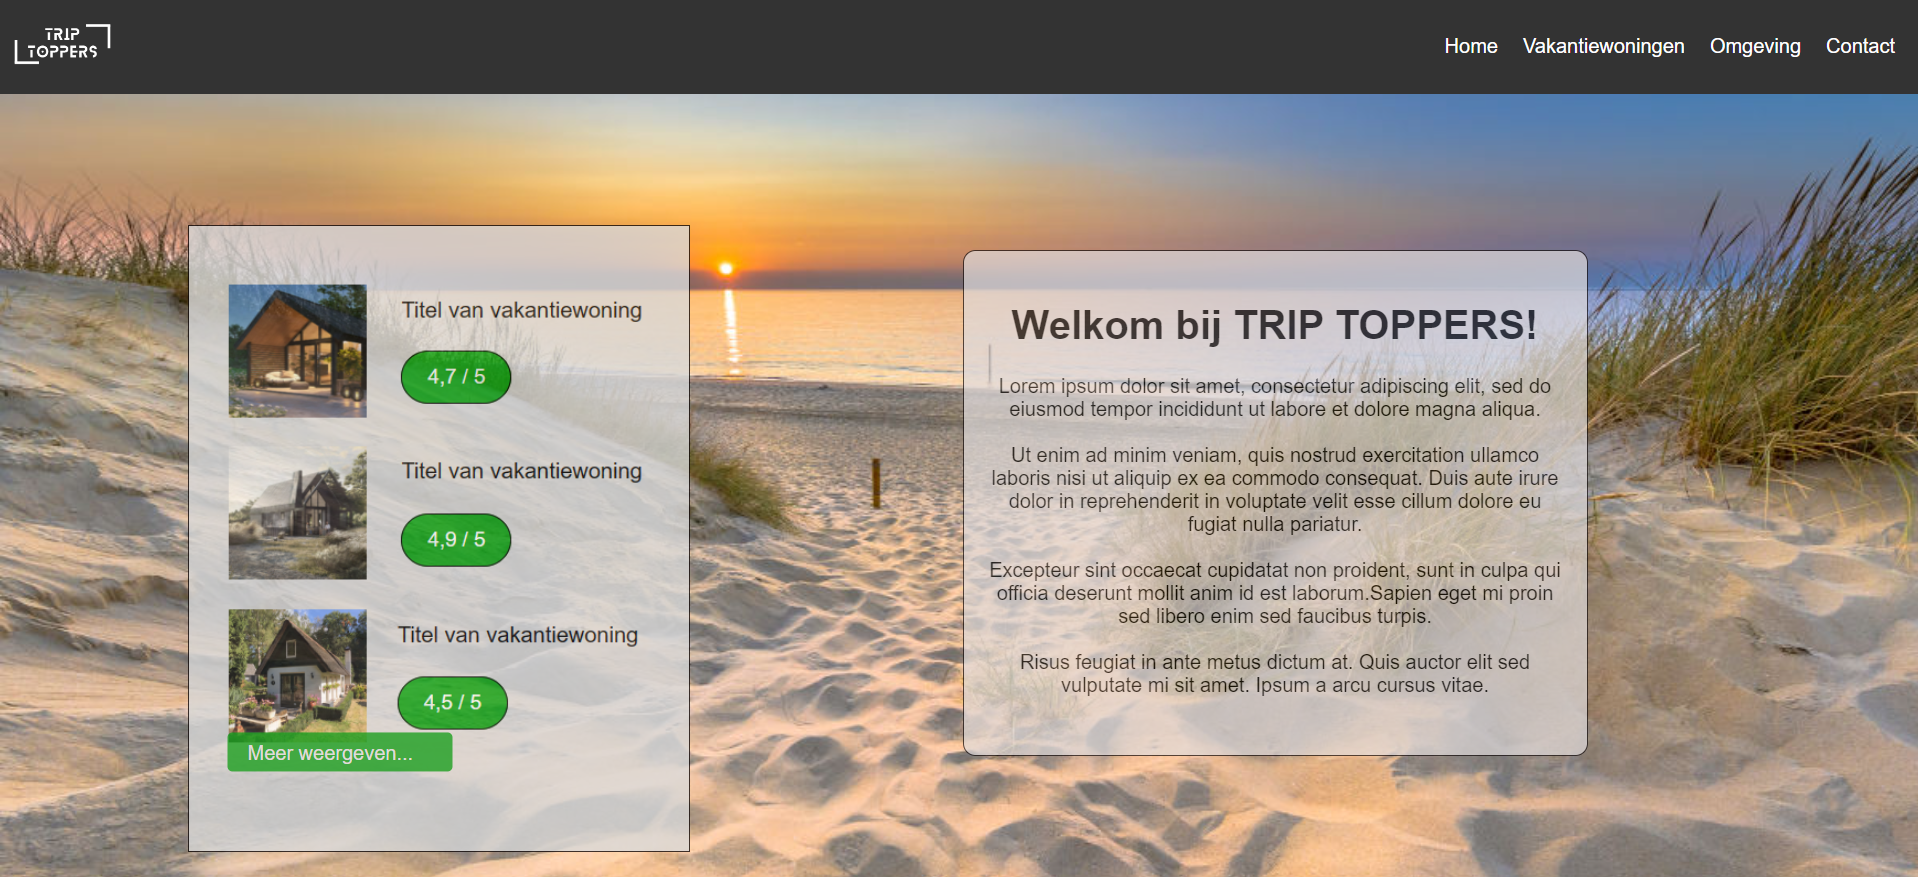 TRIP
TOPPERS
Home Vakantiewoningen Omgeving Contact
Titel van vakantiewoning
4,7 / 5
Titel van vakantiewoning
4,9 / 5
Titel van vakantiewoning
4,5 / 5
Meer weergeven...
Welkom bij TRIP TOPPERS!
Lorem ipsum dolor sit amet, consectetur adipiscing elit, sed do
eiusmod tempor incididunt ut labore et dolore magna aliqua.
Ut enim ad minim veniam, quis nostrud exercitation ullamco
laboris nisi ut aliquip ex ea commodo consequat. Duis aute irure
dolor in reprehenderit in voluptate velit esse cillum dolore eu
fugiat nulla pariatur.
Excepteur sint occaecat cupidatat non proident, sunt in culpa qui
officia deserunt mollit anim id est laborum.Sapien eget mi proin
sed libero enim sed faucibus turpis.
Risus feugiat in ante metus dictum at. Quis auctor elit sed
vulputate mi sit amet. Ipsum a arcu cursus vitae.